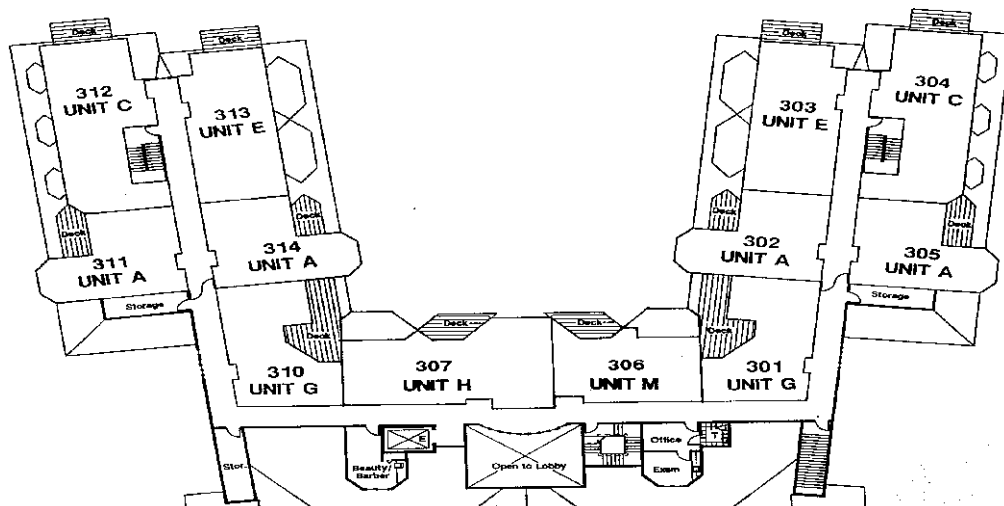 Deck
Deck
Deck
Deck
312
UNIT C
313
UNIT E
303
UNIT E
304
UNIT C
Deck
Deck
Deck
Deck
311
UNIT A
314
UNIT A
302
UNIT A
305
UNIT A
Storage
Storage
Deck
Deck
Deck
Deck
310
UNIT G
307
UNIT H
306
UNIT M
301
UNIT G
E
Office
T
Stor.
Beauty/
Barber
Open to Lobby
Exam